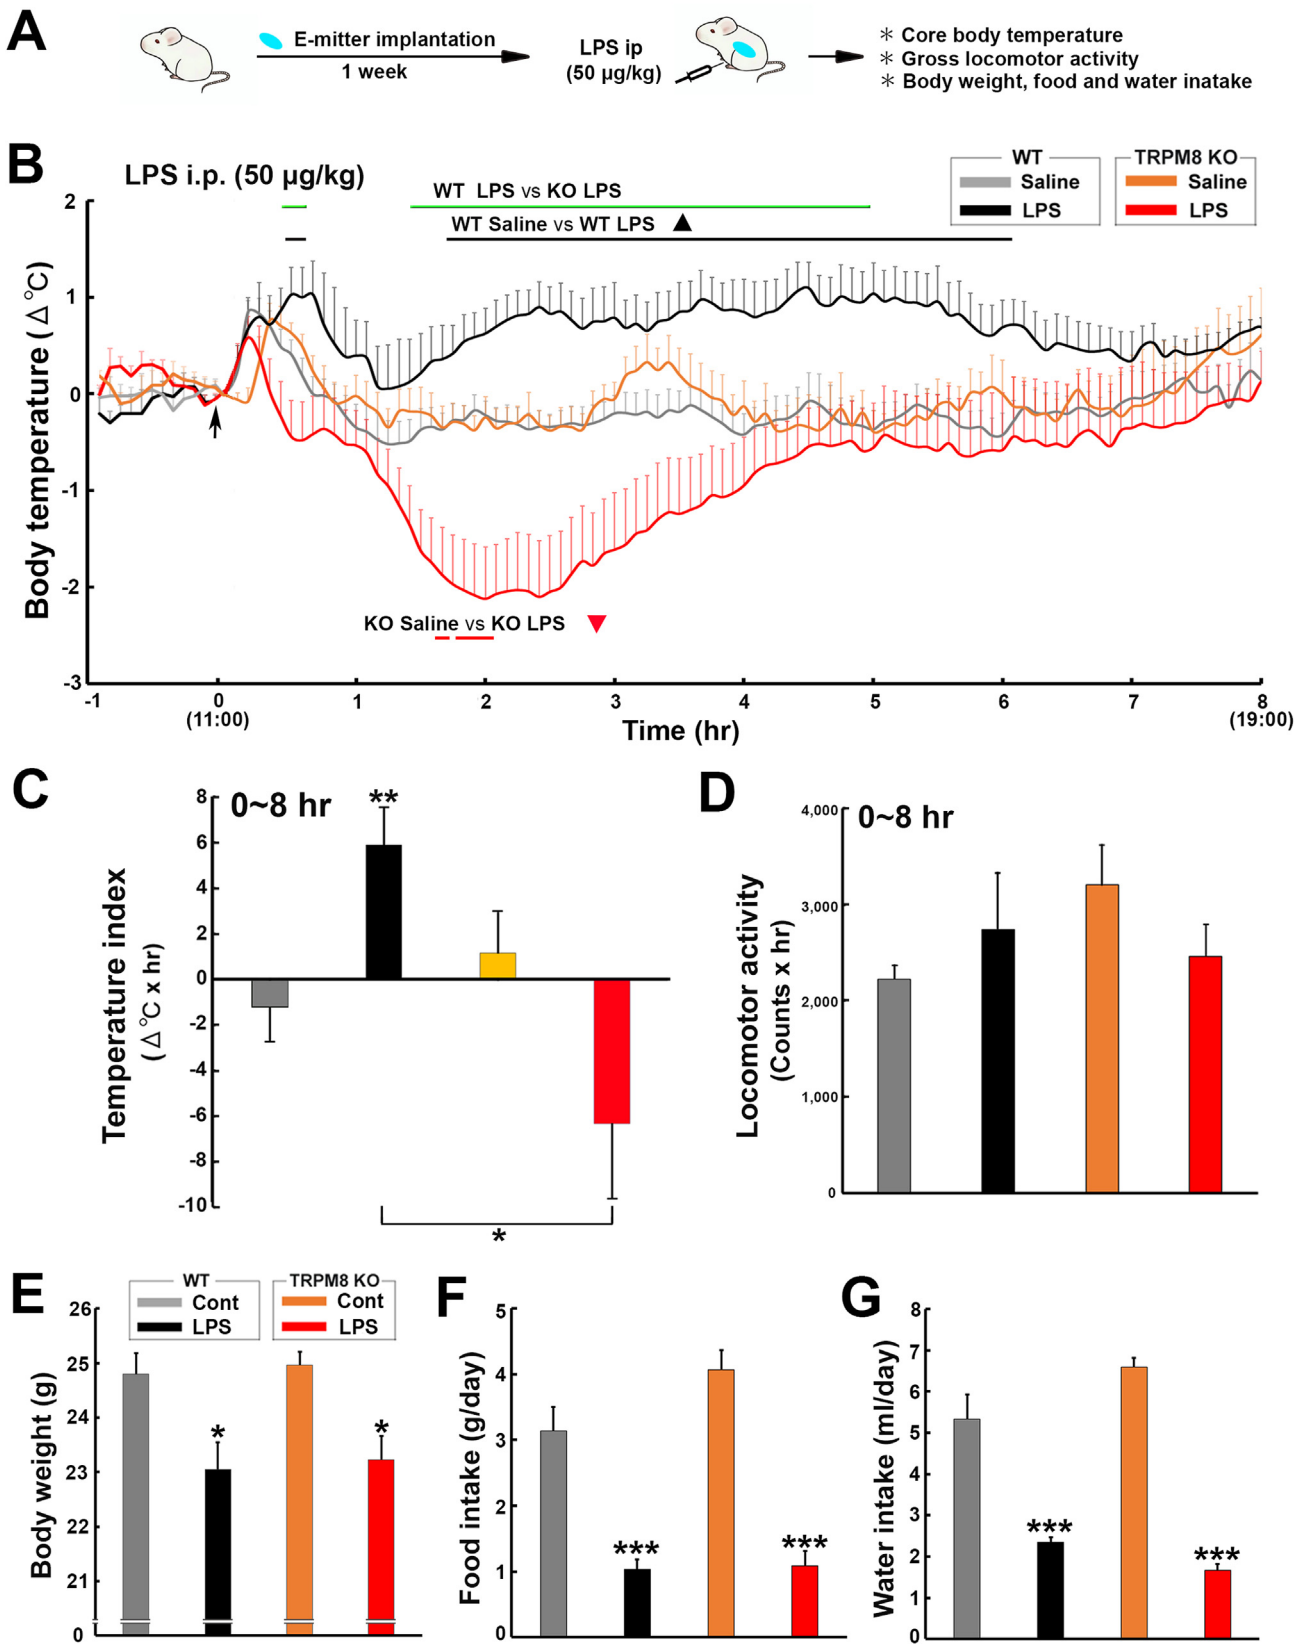 A
E-mitter implantation
1 week
LPS ip
(50 µg/kg)
* Core body temperature
* Gross locomotor activity
* Body weight, food and water inatake
B
LPS i.p. (50 µg/kg)
WT LPS vs KO LPS
WT Saline vs WT LPS ▲
WT
Saline
LPS
TRPM8 KO
Saline
LPS
Body temperature (Δ℃)
2
1
0
-1
-2
-3
KO Saline vs KO LPS ▼
-1 0 1 2 3 4 5 6 7 8
(11:00) (19:00)
Time (hr)
C
0~8 hr
**
Temperature index
(Δ℃ x hr)
8
6
4
2
0
-2
-4
-6
-8
-10
*
D
0~8 hr
Locomotor activity
(Counts x hr)
4,000
3,000
2,000
1,000
0
E
WT
Cont
LPS
TRPM8 KO
Cont
LPS
Body weight (g)
26
25
24
23
22
21
0
* *
F
Food intake (g/day)
5
4
3
2
1
0
*** ***
G
Water intake (ml/day)
8
7
6
5
4
3
2
1
0
*** ***